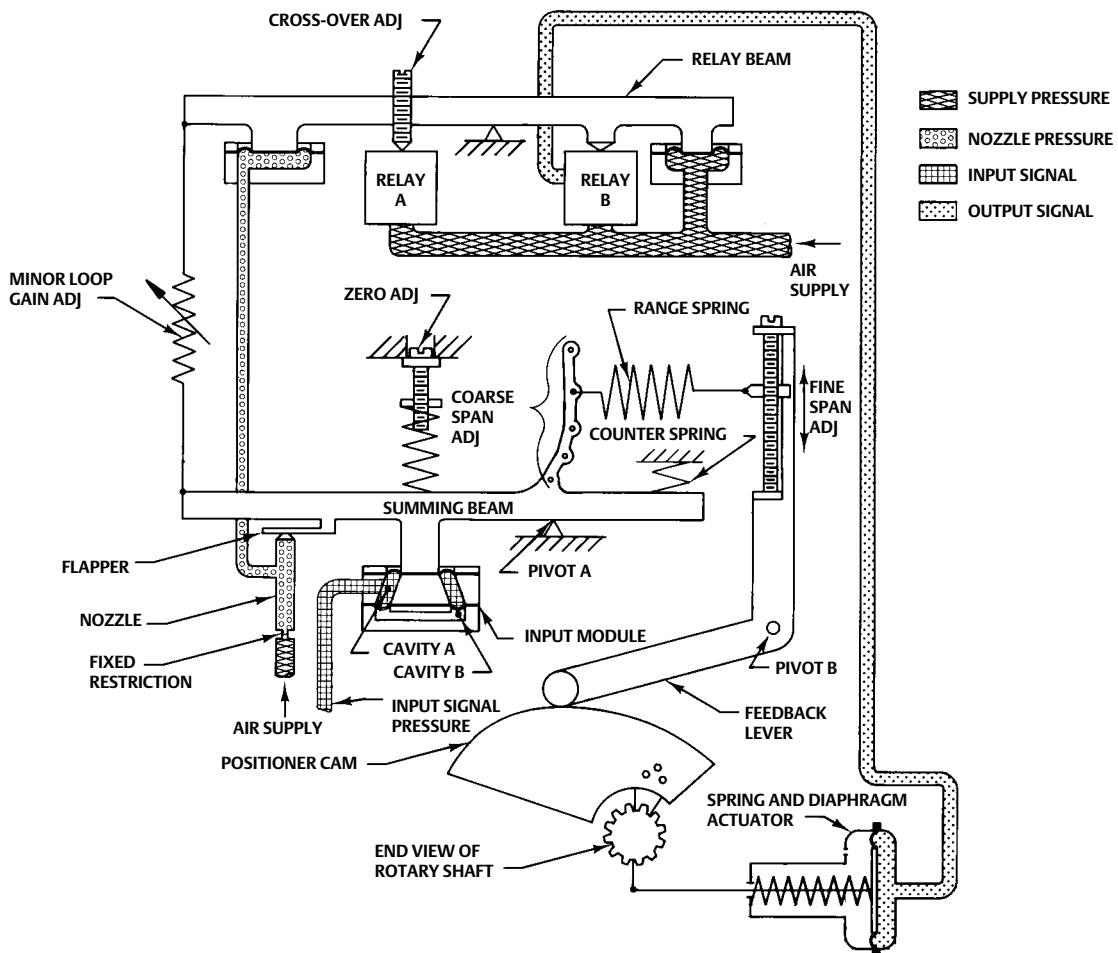 CROSS-OVER ADJ
RELAY BEAM
SUPPLY PRESSURE
NOZZLE PRESSURE
INPUT SIGNAL
OUTPUT SIGNAL
RELAY
A
RELAY
B
AIR
SUPPLY
MINOR LOOP
GAIN ADJ
ZERO ADJ
RANGE SPRING
COARSE
SPAN
ADJ
FINE
SPAN
ADJ
COUNTER SPRING
SUMMING BEAM
FLAPPER
PIVOT A
NOZZLE
INPUT MODULE
CAVITY A
CAVITY B
PIVOT B
FIXED
RESTRICTION
AIR SUPPLY
INPUT SIGNAL
PRESSURE
FEEDBACK
LEVER
POSITIONER CAM
SPRING AND DIAPHRAGM
ACTUATOR
END VIEW OF
ROTARY SHAFT